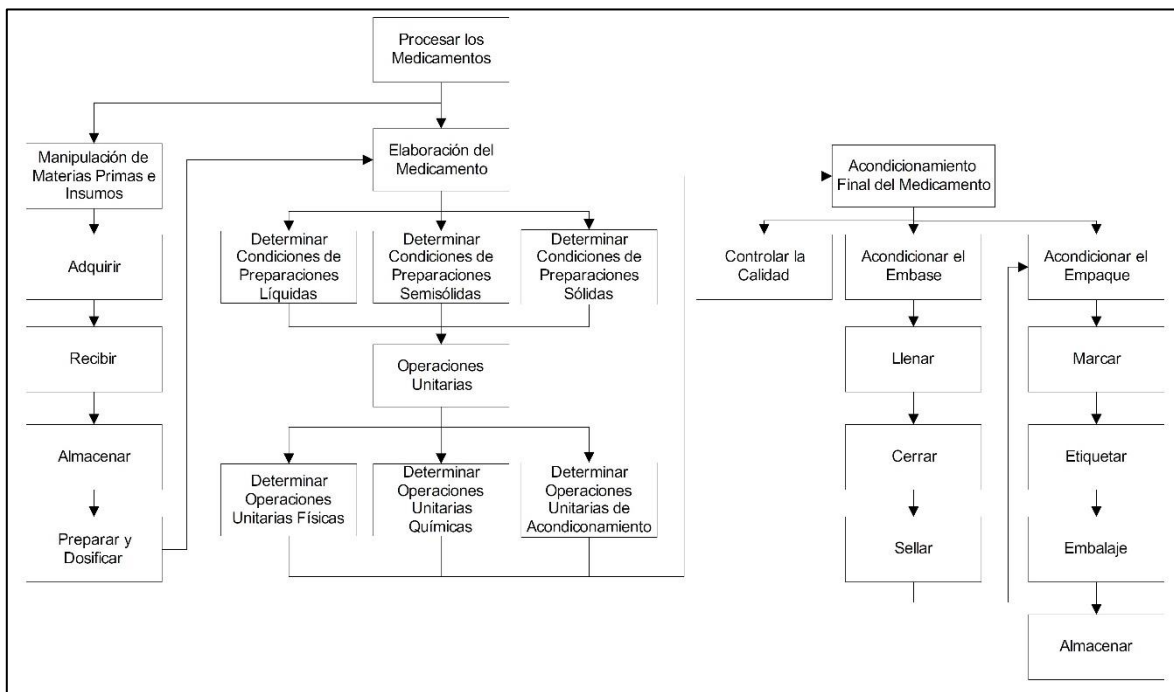 Procesar los
Medicamentos
Manipulación de
Materias Primas e
Insumos
Adquirir
Recibir
Almacenar
Preparar y
Dosificar
Elaboración del
Medicamento
Determinar
Condiciones de
Preparaciones
Líquidas
Determinar
Condiciones de
Preparaciones
Semisólidas
Determinar
Condiciones de
Preparaciones
Sólidas
Operaciones
Unitarias
Determinar
Operaciones
Unitarias Físicas
Determinar
Operaciones
Unitarias
Químicas
Determinar
Operaciones
Unitarias de
Acondiconamiento
Acondicionamiento
Final del Medicamento
Controlar la
Calidad
Acondicionar el
Embase
Llenar
Cerrar
Sellar
Acondicionar el
Empaque
Marcar
Etiquetar
Embalaje
Almacenar